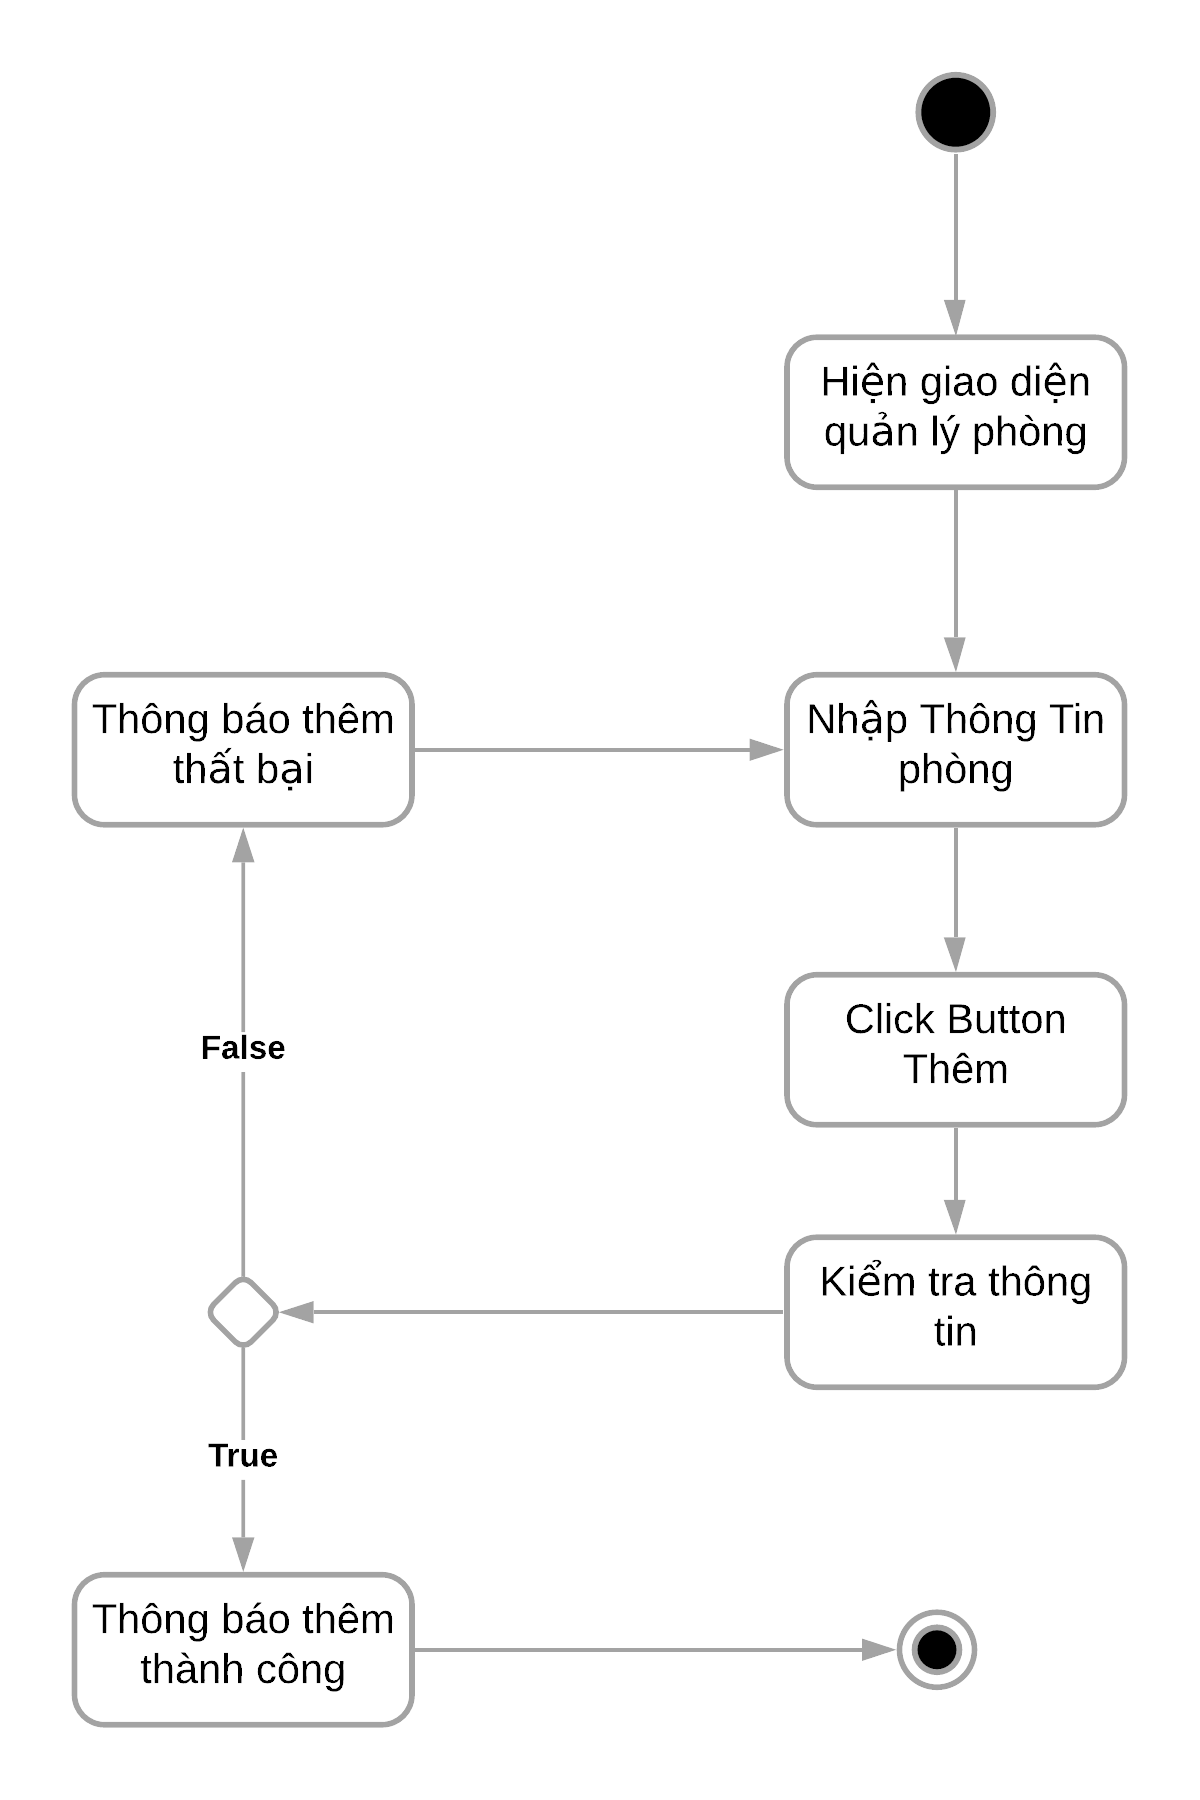 Hiện giao diện
quản lý phòng
Thông báo thêm
thất bại
Nhập Thông Tin
phòng
Click Button
Thêm
False
Kiểm tra thông
tin
True
Thông báo thêm
thành công